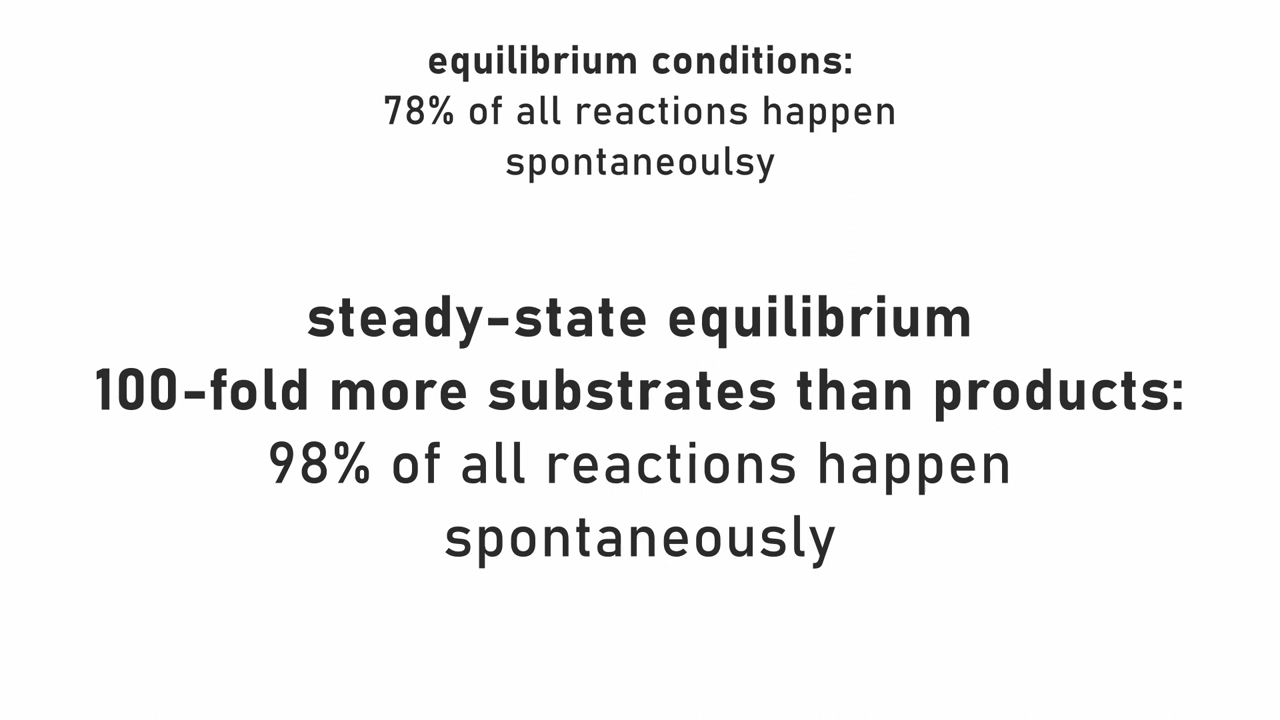 equilibrium conditions:
78% of all reactions happen
spontaneoulsy
steady-state equilibrium
100-fold more substrates than products:
98% of all reactions happen
spontaneously